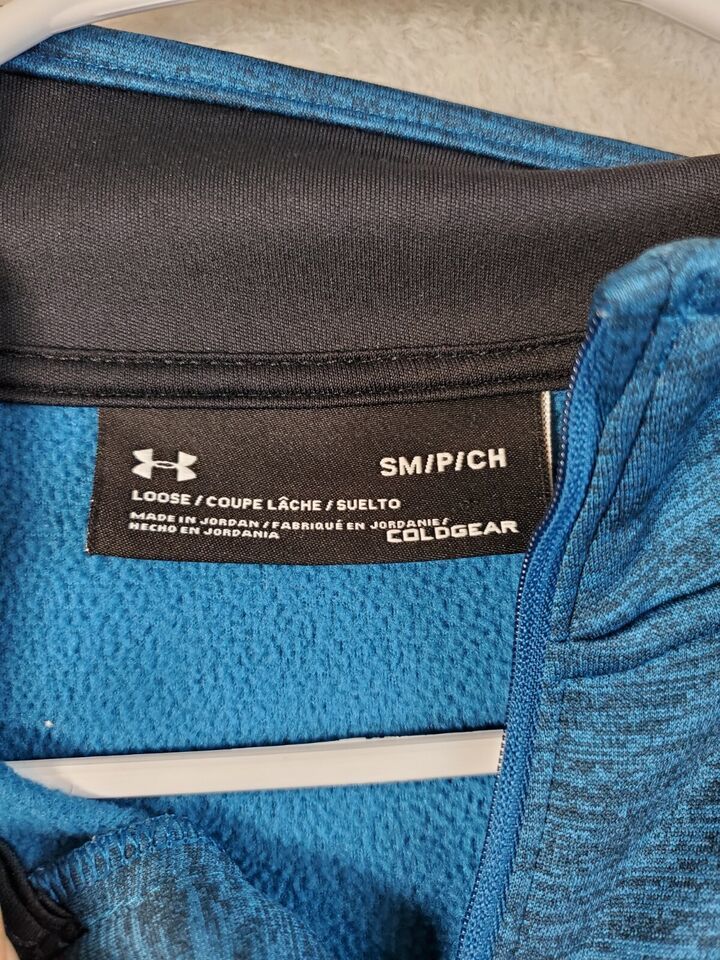 SM/P/CH
LOOSE / COUPE LÂCHE / SUELTO
MADE IN JORDAN / FABRIQUÉ EN JORDANIE /
HECHO EN JORDANIA
COLDGEAR